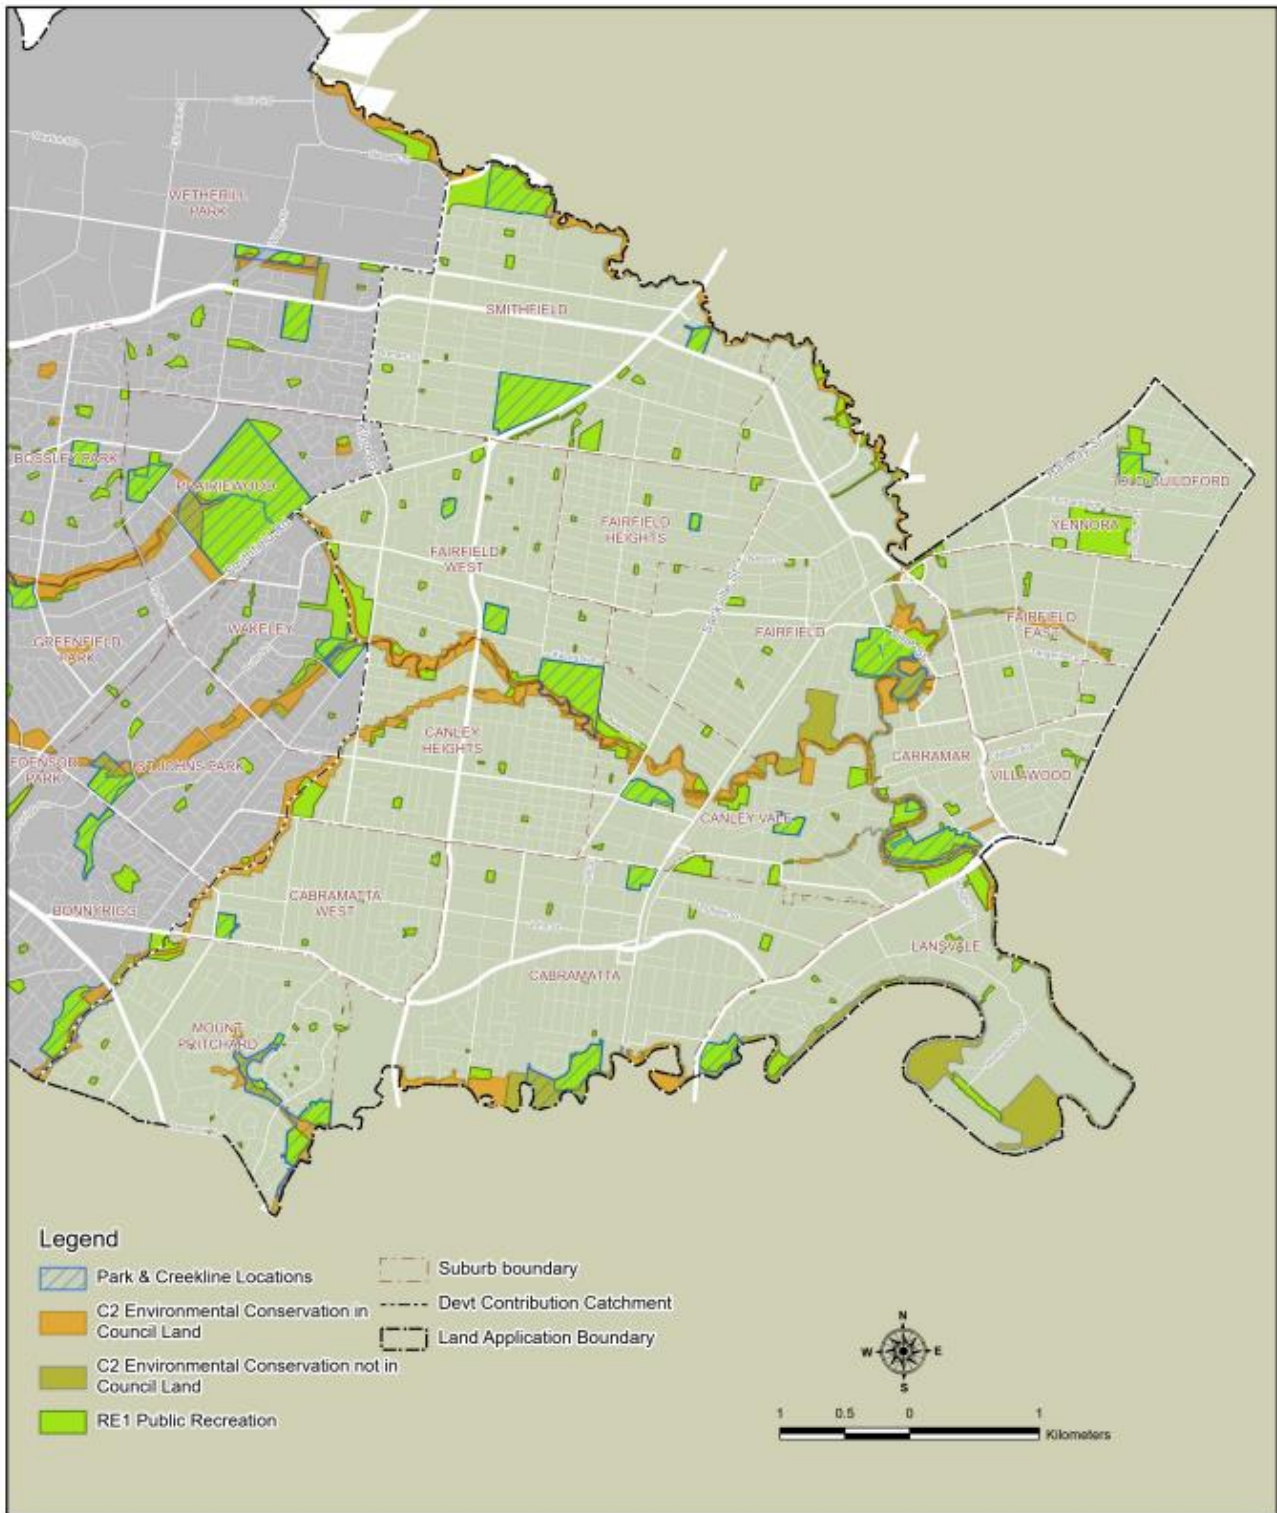 WETHERILL
PARK
SMITHFIELD
BOSSLEY PARK
PRAIRIEWOOD
OLD GUILDFORD
YENNORA
FAIRFIELD
HEIGHTS
FAIRFIELD
WEST
GREENFIELD
PARK
WAKELEY
FAIRFIELD
FAIRFIELD
EAST
EDENSOR
PARK
ST JOHNS PARK
CANLEY
HEIGHTS
CARRAMAR
VILLAWOOD
CANLEY VALE
BONNYRIGG
CABRAMATTA
WEST
LANSVALE
CABRAMATTA
MOUNT
PRITCHARD
Legend
Park & Creekline Locations
C2 Environmental Conservation in
Council Land
C2 Environmental Conservation not in
Council Land
RE1 Public Recreation
Suburb boundary
Devt Contribution Catchment
Land Application Boundary
N
W E
S
1 0.5 0 1
Kilometers